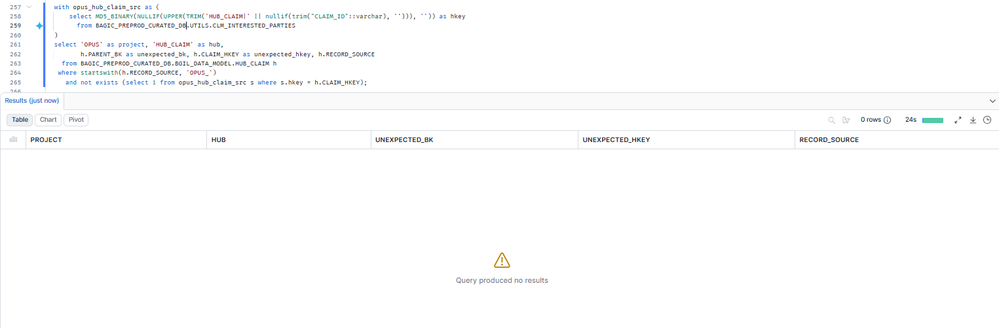 257 with opus_hub_claim_src as (
258 select MD5_BINARY(NULLIF(UPPER(TRIM('HUB_CLAIM|' || nullif(trim("CLAIM_ID"::varchar), ''))), '')) as hkey
259 from BAGIC_PREPROD_CURATED_DB.UTILS.CLM_INTERESTED_PARTIES
260 )
261 select 'OPUS' as project, 'HUB_CLAIM' as hub,
262 h.PARENT_BK as unexpected_bk, h.CLAIM_HKEY as unexpected_hkey, h.RECORD_SOURCE
263 from BAGIC_PREPROD_CURATED_DB.BGIL_DATA_MODEL.HUB_CLAIM h
264 where startswith(h.RECORD_SOURCE, 'OPUS_')
265 and not exists (select 1 from opus_hub_claim_src s where s.hkey = h.CLAIM_HKEY);
266
Results (just now)
Table Chart Pivot 0 rows 24s
PROJECT HUB UNEXPECTED_BK UNEXPECTED_HKEY RECORD_SOURCE
Query produced no results